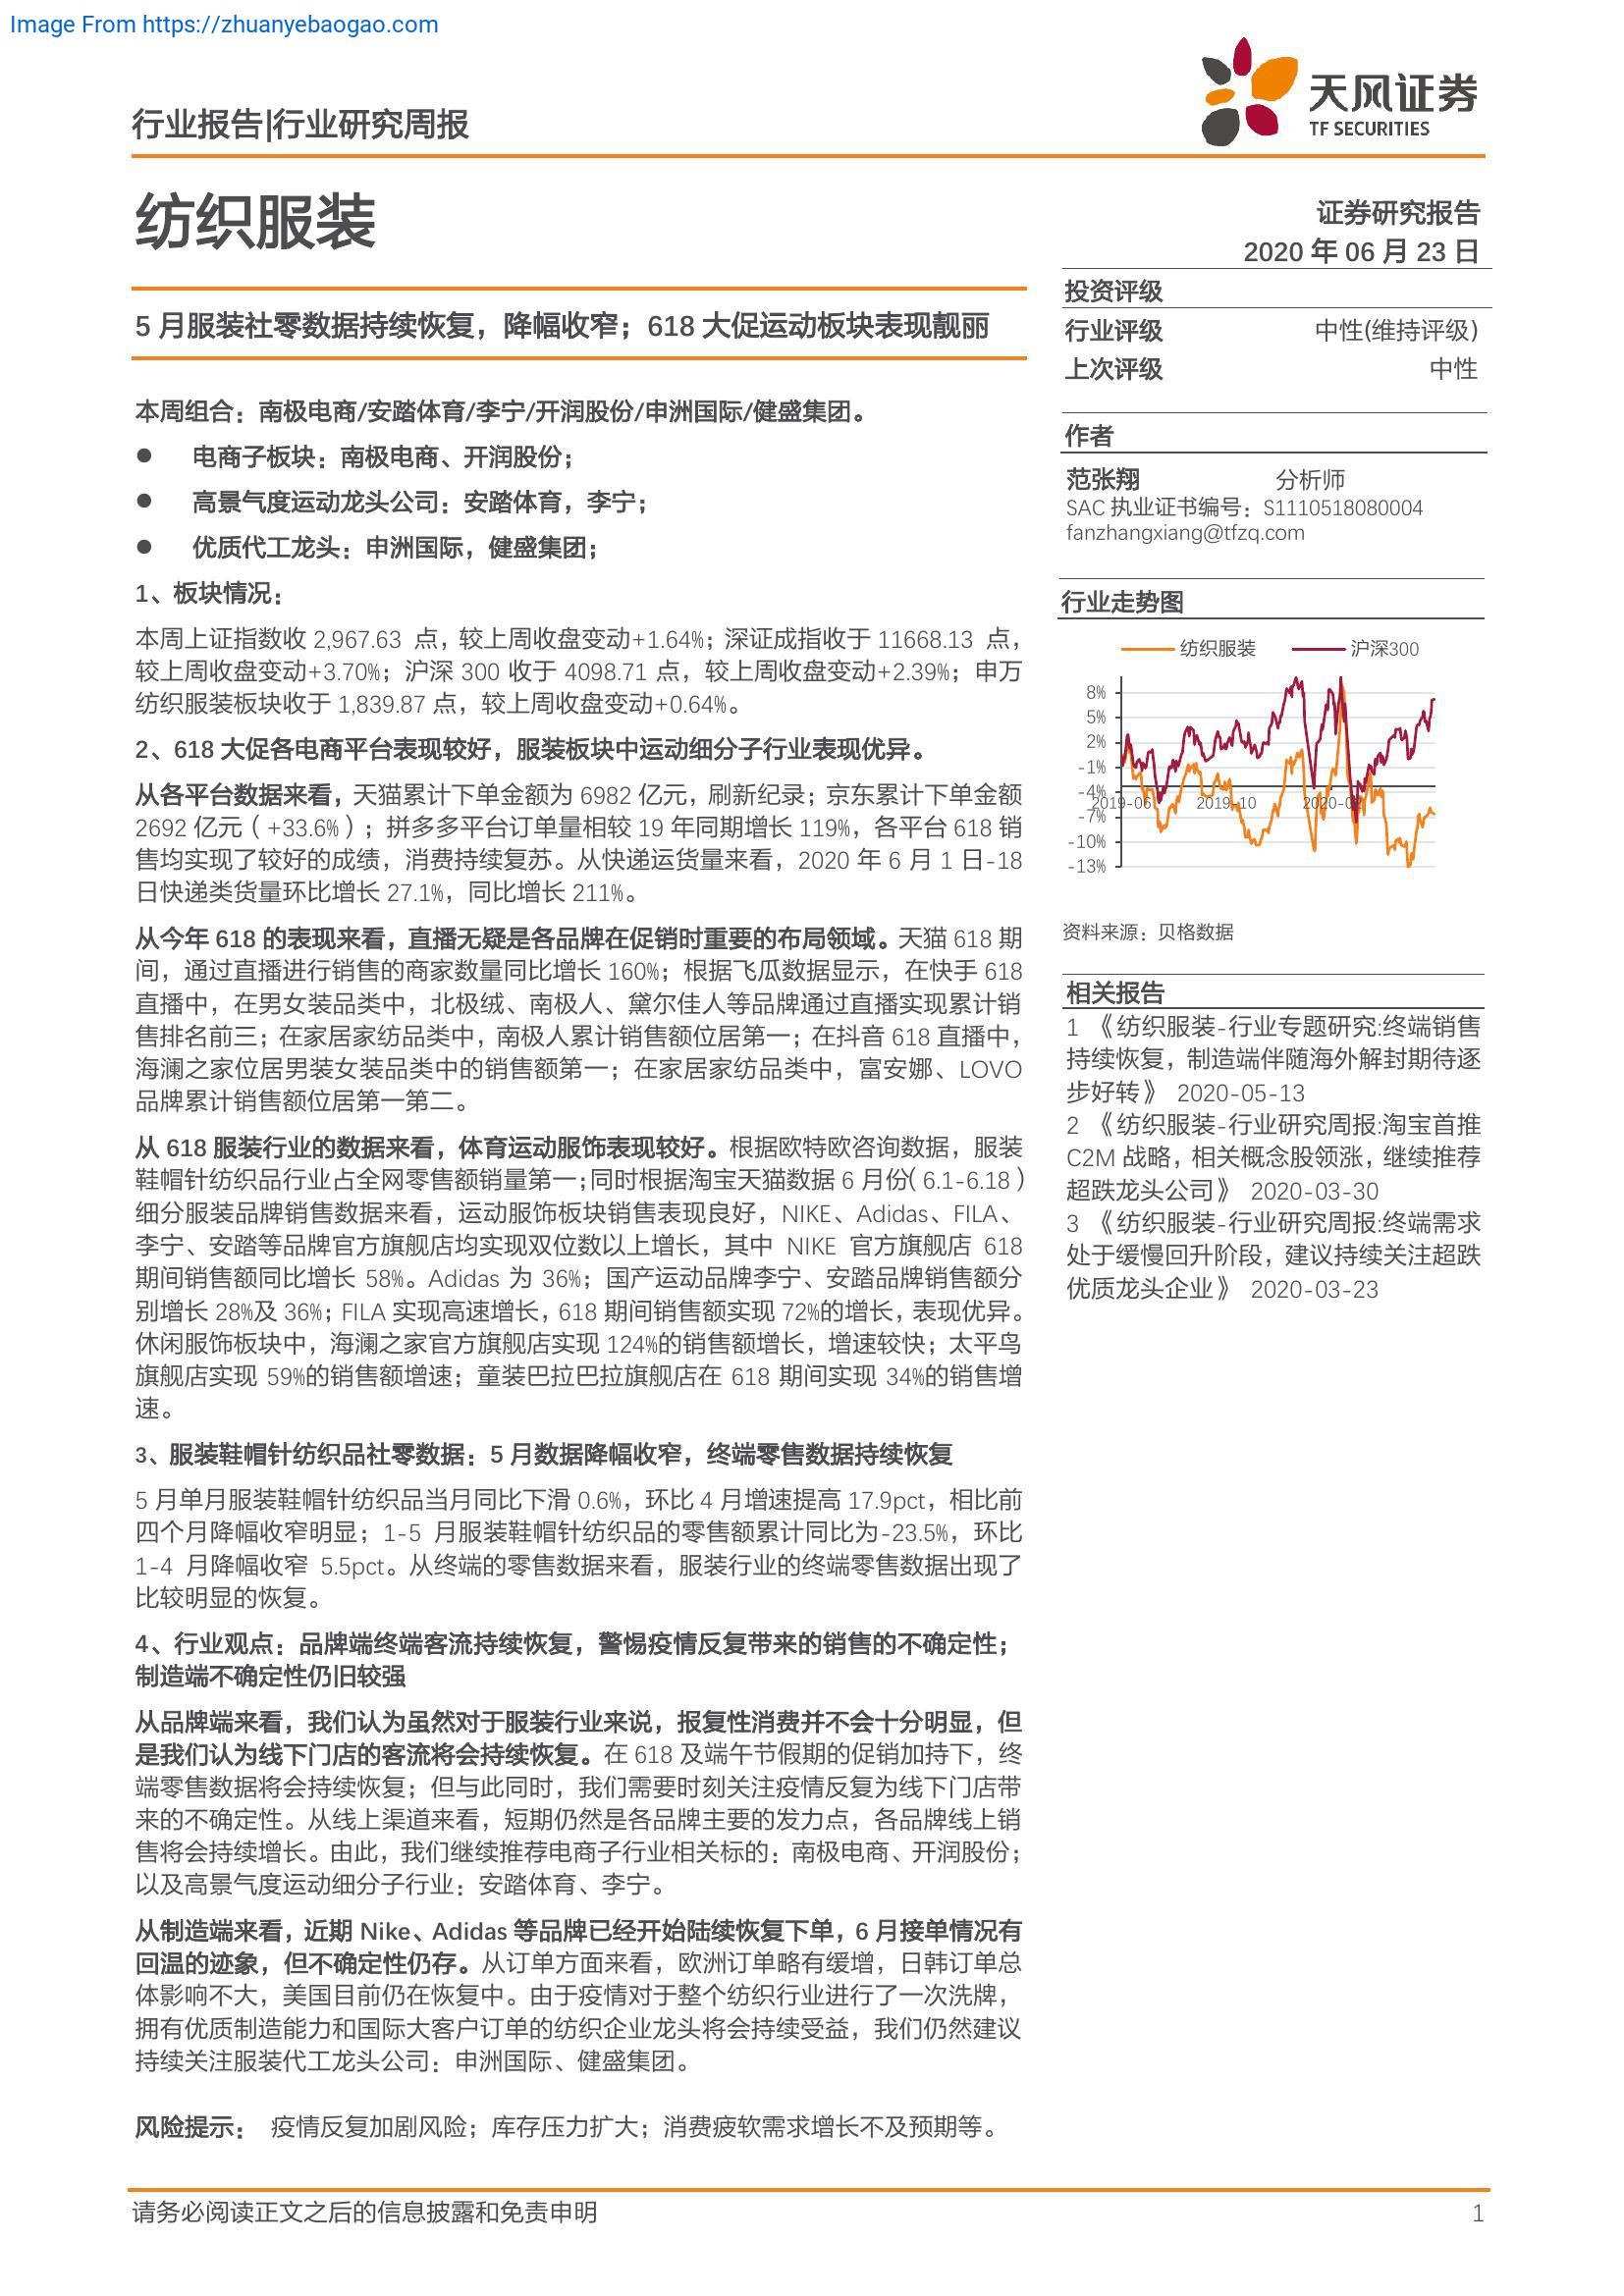 Image From https://zhuanyebaogao.com
天风证券
TF SECURITIES
行业报告|行业研究周报
纺织服装
证券研究报告
2020 年 06 月 23 日
5 月服装社零数据持续恢复，降幅收窄；618 大促运动板块表现靓丽
本周组合：南极电商/安踏体育/李宁/开润股份/申洲国际/健盛集团。
● 电商子板块：南极电商、开润股份；
● 高景气度运动龙头公司：安踏体育，李宁；
● 优质代工龙头：申洲国际，健盛集团；
1、板块情况：
本周上证指数收 2,967.63 点，较上周收盘变动+1.64%；深证成指收于 11668.13 点，
较上周收盘变动+3.70%；沪深 300 收于 4098.71 点，较上周收盘变动+2.39%；申万
纺织服装板块收于 1,839.87 点，较上周收盘变动+0.64%。
2、618 大促各电商平台表现较好，服装板块中运动细分子行业表现优异。
从各平台数据来看，天猫累计下单金额为 6982 亿元，刷新纪录；京东累计下单金额
2692 亿元（+33.6%）；拼多多平台订单量相较 19 年同期增长 119%，各平台 618 销
售均实现了较好的成绩，消费持续复苏。从快递运货量来看，2020 年 6 月 1 日-18
日快递类货量环比增长 27.1%，同比增长 211%。
从今年 618 的表现来看，直播无疑是各品牌在促销时重要的布局领域。天猫 618 期
间，通过直播进行销售的商家数量同比增长 160%；根据飞瓜数据显示，在快手 618
直播中，在男女装品类中，北极绒、南极人、黛尔佳人等品牌通过直播实现累计销
售排名前三；在家居家纺品类中，南极人累计销售额位居第一；在抖音 618 直播中，
海澜之家位居男装女装品类中的销售额第一；在家居家纺品类中，富安娜、LOVO
品牌累计销售额位居第一第二。
从 618 服装行业的数据来看，体育运动服饰表现较好。根据欧特欧咨询数据，服装
鞋帽针纺织品行业占全网零售额销量第一；同时根据淘宝天猫数据 6 月份（6.1-6.18）
细分服装品牌销售数据来看，运动服饰板块销售表现良好，NIKE、Adidas、FILA、
李宁、安踏等品牌官方旗舰店均实现双位数以上增长，其中 NIKE 官方旗舰店 618
期间销售额同比增长 58%。Adidas 为 36%；国产运动品牌李宁、安踏品牌销售额分
别增长 28%及 36%；FILA 实现高速增长，618 期间销售额实现 72%的增长，表现优异。
休闲服饰板块中，海澜之家官方旗舰店实现 124%的销售额增长，增速较快；太平鸟
旗舰店实现 59%的销售额增速；童装巴拉巴拉旗舰店在 618 期间实现 34%的销售增
速。
3、服装鞋帽针纺织品社零数据：5 月数据降幅收窄，终端零售数据持续恢复
5 月单月服装鞋帽针纺织品当月同比下滑 0.6%，环比 4 月增速提高 17.9pct，相比前
四个月降幅收窄明显；1-5 月服装鞋帽针纺织品的零售额累计同比为-23.5%，环比
1-4 月降幅收窄 5.5pct。从终端的零售数据来看，服装行业的终端零售数据出现了
比较明显的恢复。
4、行业观点：品牌端终端客流持续恢复，警惕疫情反复带来的销售的不确定性；
制造端不确定性仍旧较强
从品牌端来看，我们认为虽然对于服装行业来说，报复性消费并不会十分明显，但
是我们认为线下门店的客流将会持续恢复。在 618 及端午节假期的促销加持下，终
端零售数据将会持续恢复；但与此同时，我们需要时刻关注疫情反复为线下门店带
来的不确定性。从线上渠道来看，短期仍然是各品牌主要的发力点，各品牌线上销
售将会持续增长。由此，我们继续推荐电商子行业相关标的：南极电商、开润股份；
以及高景气度运动细分子行业：安踏体育、李宁。
从制造端来看，近期 Nike、Adidas 等品牌已经开始陆续恢复下单，6 月接单情况有
回温的迹象，但不确定性仍存。从订单方面来看，欧洲订单略有缓增，日韩订单总
体影响不大，美国目前仍在恢复中。由于疫情对于整个纺织行业进行了一次洗牌，
拥有优质制造能力和国际大客户订单的纺织企业龙头将会持续受益，我们仍然建议
持续关注服装代工龙头公司：申洲国际、健盛集团。
风险提示： 疫情反复加剧风险；库存压力扩大；消费疲软需求增长不及预期等。
投资评级
行业评级 中性(维持评级)
上次评级 中性
作者
范张翔 分析师
SAC 执业证书编号：S1110518080004
fanzhangxiang@tfzq.com
行业走势图
纺织服装 沪深300
8%
5%
2%
-1%
-4%
2019-06 2019-10 2020-02
-7%
-10%
-13%
资料来源：贝格数据
相关报告
1 《纺织服装-行业专题研究:终端销售
持续恢复，制造端伴随海外解封期待逐
步好转》 2020-05-13
2 《纺织服装-行业研究周报:淘宝首推
C2M 战略，相关概念股领涨，继续推荐
超跌龙头公司》 2020-03-30
3 《纺织服装-行业研究周报:终端需求
处于缓慢回升阶段，建议持续关注超跌
优质龙头企业》 2020-03-23
请务必阅读正文之后的信息披露和免责申明 1